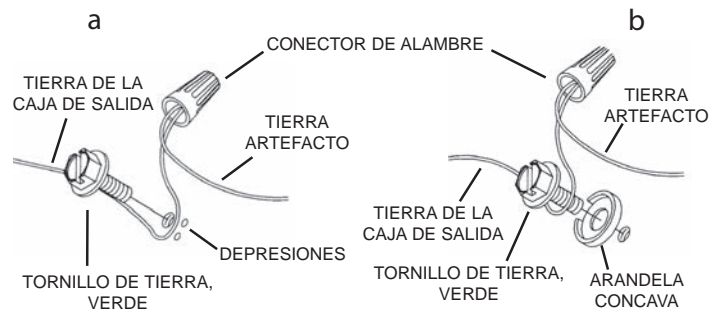 a
b
CONECTOR DE ALAMBRE
TIERRA DE LA
CAJA DE SALIDA
TIERRA
ARTEFACTO
DEPRESIONES
TORNILLO DE TIERRA,
VERDE
TIERRA
ARTEFACTO
TIERRA DE LA
CAJA DE SALIDA
TORNILLO DE TIERRA,
VERDE
ARANDELA
CONCAVA